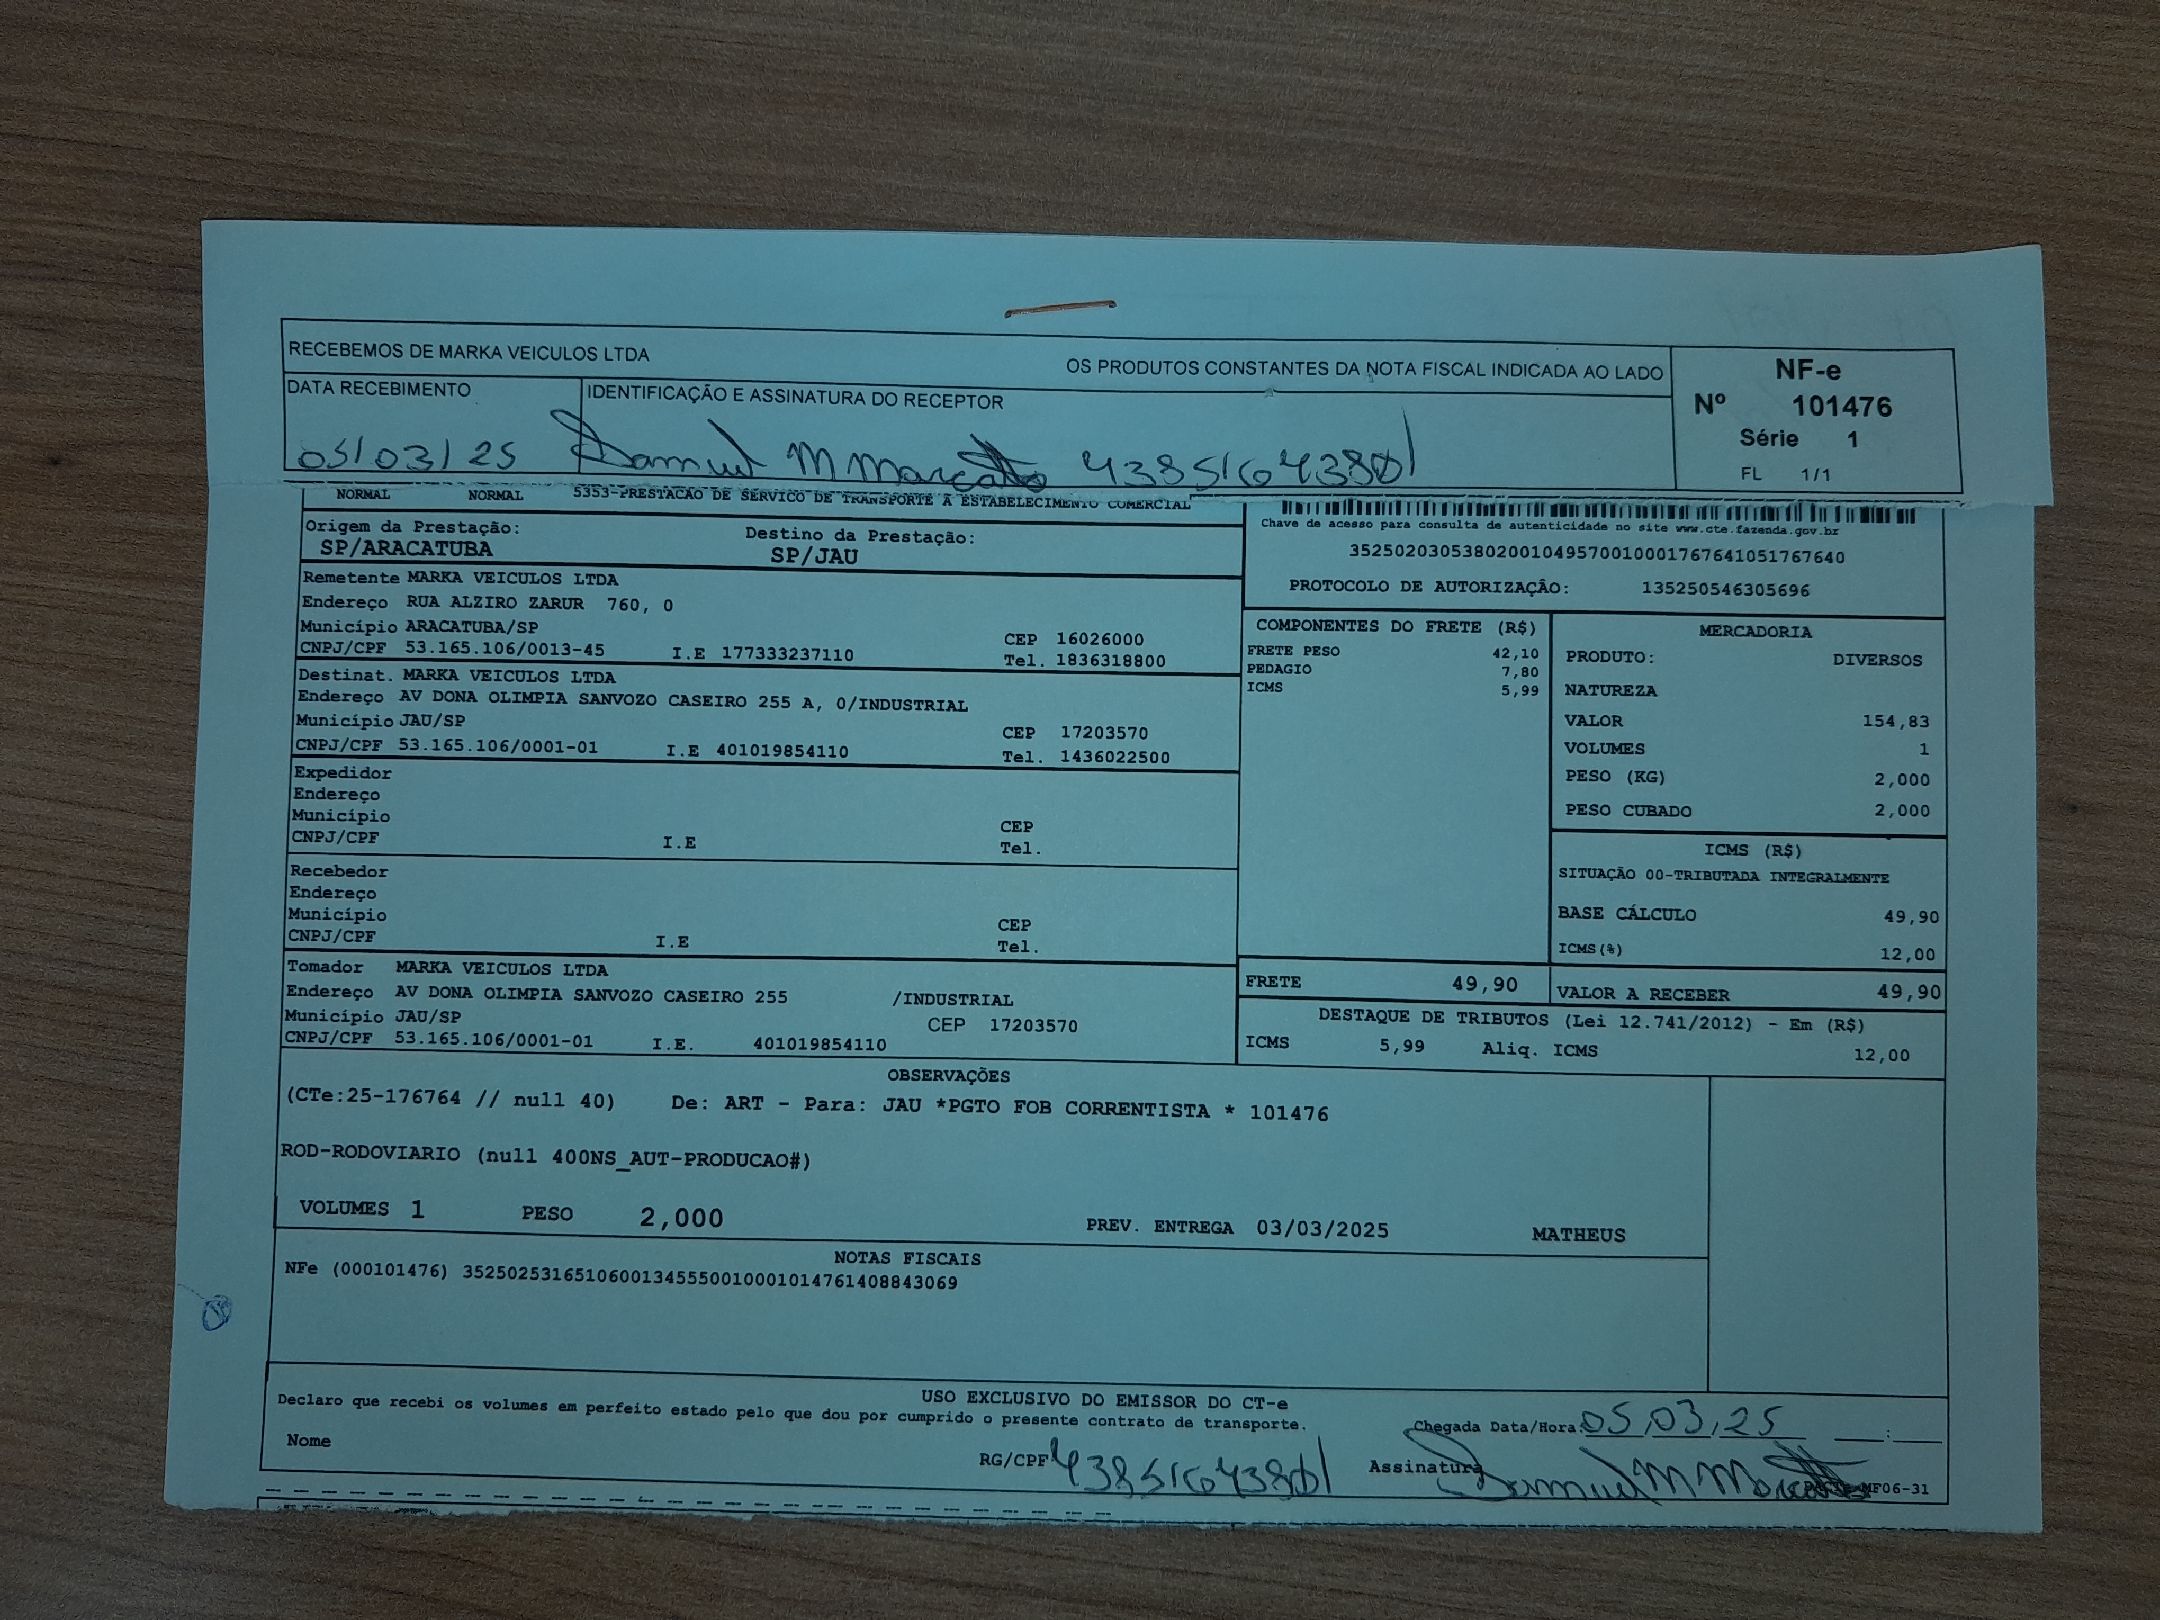 RECEBEMOS DE MARKA VEICULOS LTDA OS PRODUTOS CONSTANTES DA NOTA FISCAL INDICADA AO LADO
NF-e
Nº 101476
Série 1
FL 1/1
DATA RECEBIMENTO IDENTIFICAÇÃO E ASSINATURA DO RECEPTOR
05/03/25 Samuel M Marcatto 43851643801
NORMAL NORMAL 5353-PRESTACAO DE SERVICO DE TRANSPORTE A ESTABELECIMENTO COMERCIAL
Origem da Prestação: Destino da Prestação:
SP/ARACATUBA SP/JAU
Chave de acesso para consulta de autenticidade no site www.cte.fazenda.gov.br
35250203053802001049570010001767641051767640
PROTOCOLO DE AUTORIZAÇÃO: 135250546305696
Remetente MARKA VEICULOS LTDA
Endereço RUA ALZIRO ZARUR 760, 0
Município ARACATUBA/SP CEP 16026000
CNPJ/CPF 53.165.106/0013-45 I.E 177333237110 Tel. 1836318800
Destinat. MARKA VEICULOS LTDA
Endereço AV DONA OLIMPIA SANVOZO CASEIRO 255 A, 0/INDUSTRIAL
Município JAU/SP CEP 17203570
CNPJ/CPF 53.165.106/0001-01 I.E 401019854110 Tel. 1436022500
Expedidor
Endereço
Município CEP
CNPJ/CPF I.E Tel.
Recebedor
Endereço
Município CEP
CNPJ/CPF I.E Tel.
Tomador MARKA VEICULOS LTDA
Endereço AV DONA OLIMPIA SANVOZO CASEIRO 255 /INDUSTRIAL
Município JAU/SP CEP 17203570
CNPJ/CPF 53.165.106/0001-01 I.E. 401019854110
COMPONENTES DO FRETE (R$)
FRETE PESO 42,10
PEDAGIO 7,80
ICMS 5,99
MERCADORIA
PRODUTO: DIVERSOS
NATUREZA
VALOR 154,83
VOLUMES 1
PESO (KG) 2,000
PESO CUBADO 2,000
ICMS (R$)
SITUAÇÃO 00-TRIBUTADA INTEGRALMENTE
BASE CÁLCULO 49,90
ICMS(%) 12,00
FRETE 49,90 VALOR A RECEBER 49,90
DESTAQUE DE TRIBUTOS (Lei 12.741/2012) - Em (R$)
ICMS 5,99 Aliq. ICMS 12,00
OBSERVAÇÕES
(CTe:25-176764 // null 40) De: ART - Para: JAU *PGTO FOB CORRENTISTA * 101476
ROD-RODOVIARIO (null 400NS_AUT-PRODUCAO#)
VOLUMES 1 PESO 2,000 PREV. ENTREGA 03/03/2025 MATHEUS
NOTAS FISCAIS
NFe (000101476) 35250253165106001345550010001014761408843069
USO EXCLUSIVO DO EMISSOR DO CT-e
Declaro que recebi os volumes em perfeito estado pelo que dou por cumprido o presente contrato de transporte.
Chegada Data/Hora: 05/03/25 :
Nome RG/CPF 43851643801 Assinatura Samuel M Marcatto
MF06-31